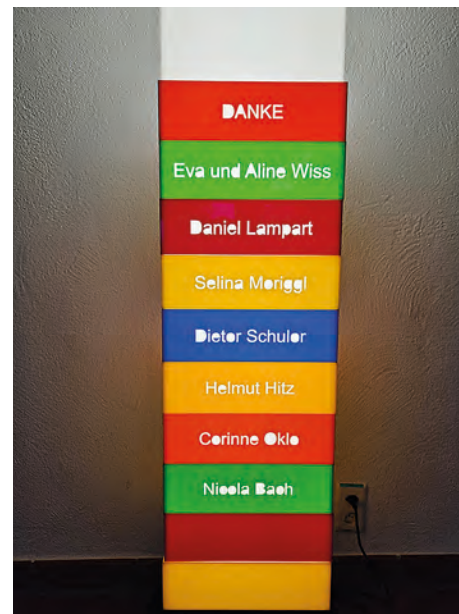 DANKE
Eva und Aline Wiss
Daniel Lampart
Selina Moriggl
Dieter Schuler
Helmut Hitz
Corinne Okle
Nicola Bach